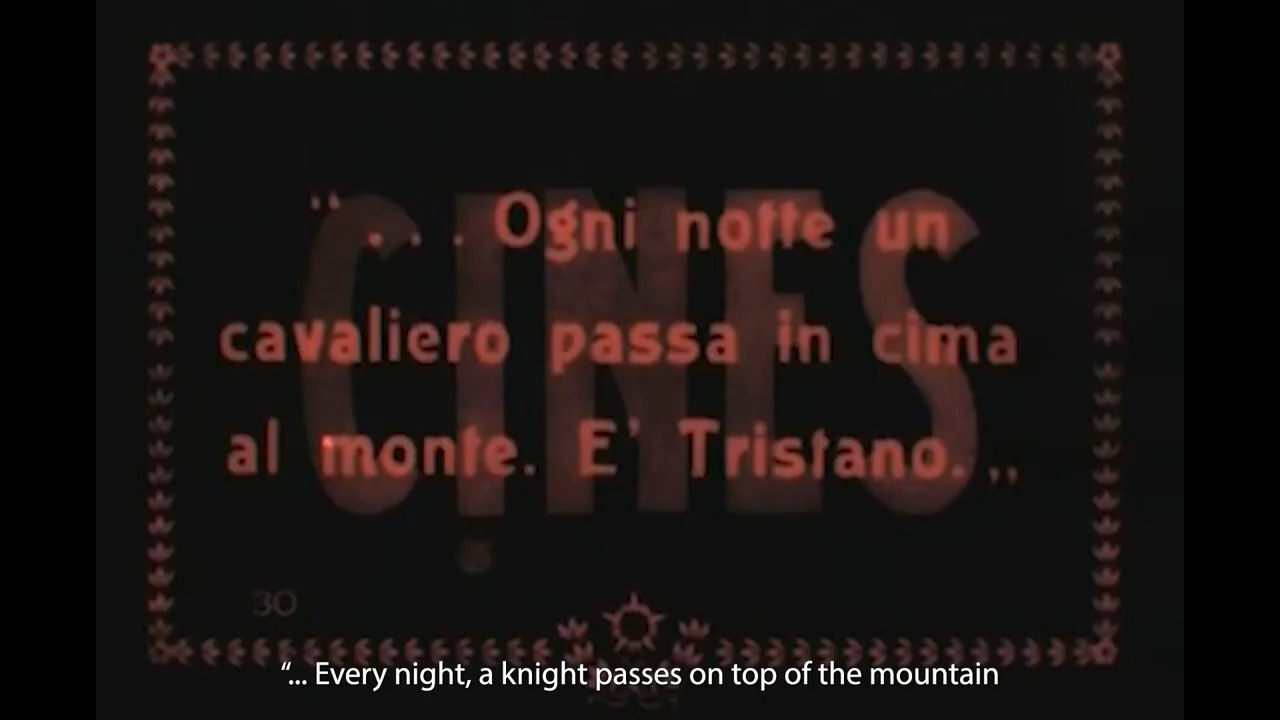 CINES
“... Ogni notte un
cavaliero passa in cima
al monte. E' Tristano.,,
30
“... Every night, a knight passes on top of the mountain